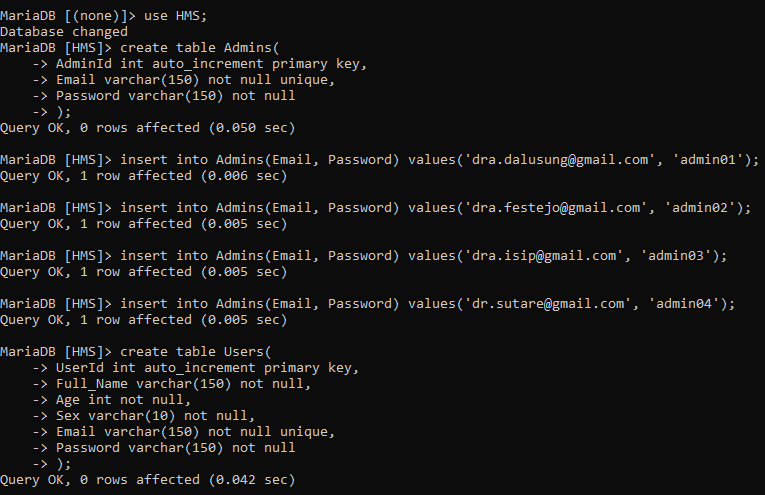 MariaDB [(none)]> use HMS;
Database changed
MariaDB [HMS]> create table Admins(
    -> AdminId int auto_increment primary key,
    -> Email varchar(150) not null unique,
    -> Password varchar(150) not null
    -> );
Query OK, 0 rows affected (0.050 sec)

MariaDB [HMS]> insert into Admins(Email, Password) values('dra.dalusung@gmail.com', 'admin01');
Query OK, 1 row affected (0.006 sec)

MariaDB [HMS]> insert into Admins(Email, Password) values('dra.festejo@gmail.com', 'admin02');
Query OK, 1 row affected (0.005 sec)

MariaDB [HMS]> insert into Admins(Email, Password) values('dra.isip@gmail.com', 'admin03');
Query OK, 1 row affected (0.005 sec)

MariaDB [HMS]> insert into Admins(Email, Password) values('dr.sutare@gmail.com', 'admin04');
Query OK, 1 row affected (0.005 sec)

MariaDB [HMS]> create table Users(
    -> UserId int auto_increment primary key,
    -> Full_Name varchar(150) not null,
    -> Age int not null,
    -> Sex varchar(10) not null,
    -> Email varchar(150) not null unique,
    -> Password varchar(150) not null
    -> );
Query OK, 0 rows affected (0.042 sec)